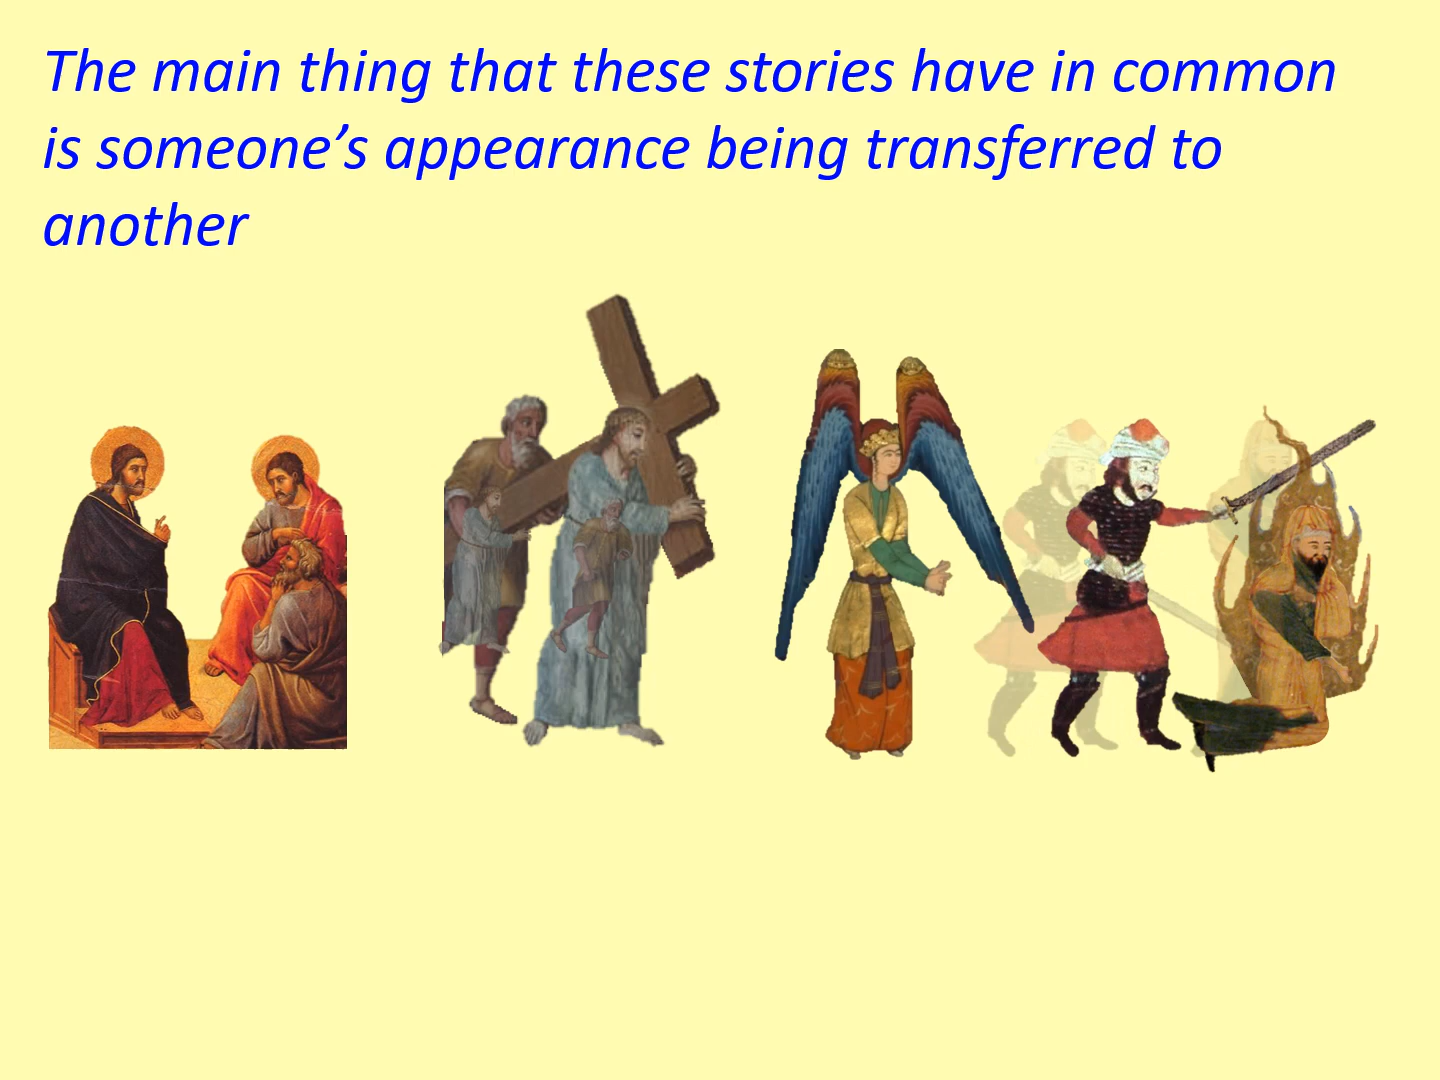 The main thing that these stories have in common
is someone’s appearance being transferred to
another